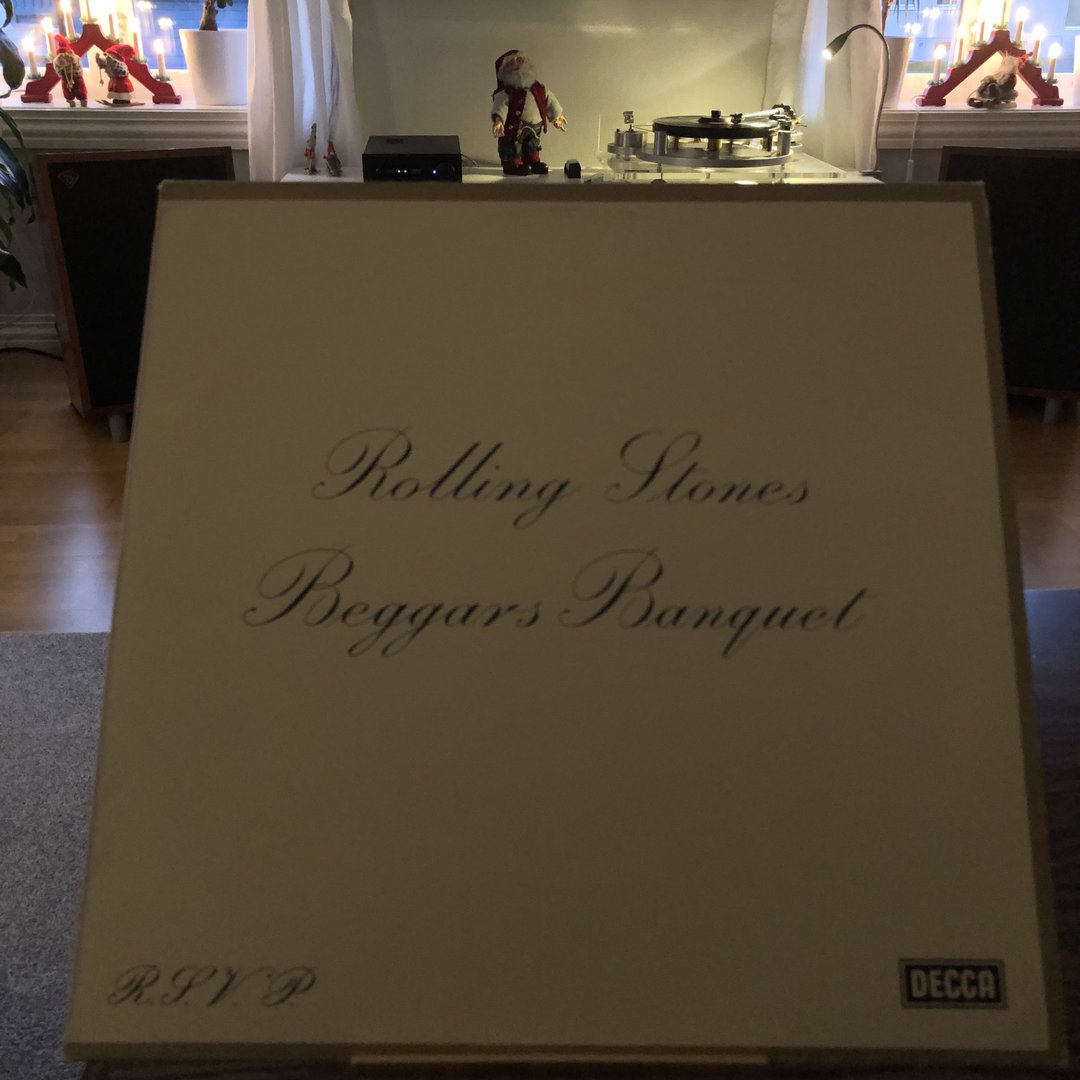 Rolling Stones
Beggars Banquet
R.S.V.P.
DECCA